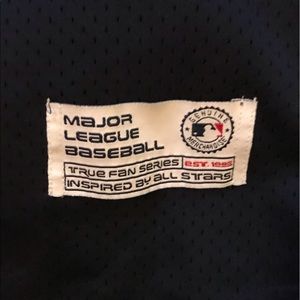 MAJOR
LEAGUE
BASEBALL
GENUINE
MERCHANDISE
TRUE FAN SERIES
EST. 1995
INSPIRED BY ALL STARS